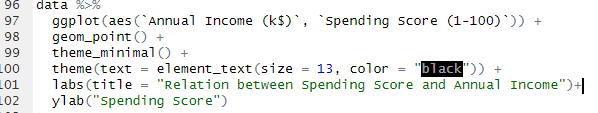 96 data %>%
97 ggplot(aes(`Annual Income (k$)`, `Spending Score (1-100)`)) +
98 geom_point() +
99 theme_minimal() +
100 theme(text = element_text(size = 13, color = "black")) +
101 labs(title = "Relation between Spending Score and Annual Income")+
102 ylab("Spending Score")